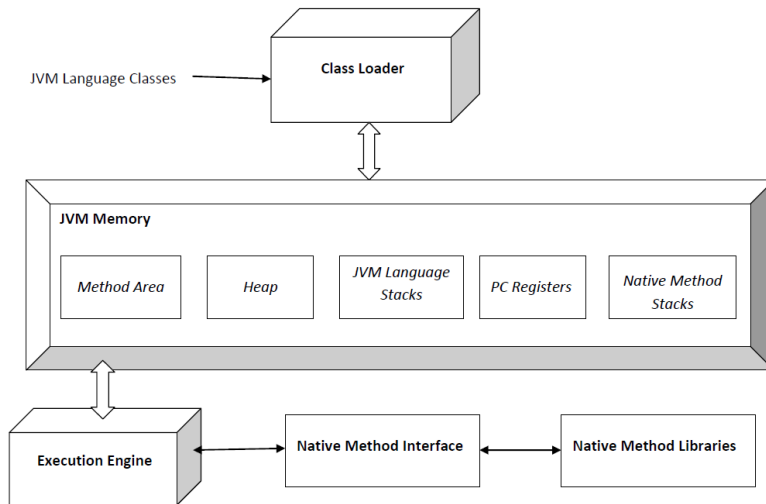 Class Loader
JVM Language Classes
JVM Memory
Method Area
Heap
JVM Language
Stacks
PC Registers
Native Method
Stacks
Execution Engine
Native Method Interface
Native Method Libraries